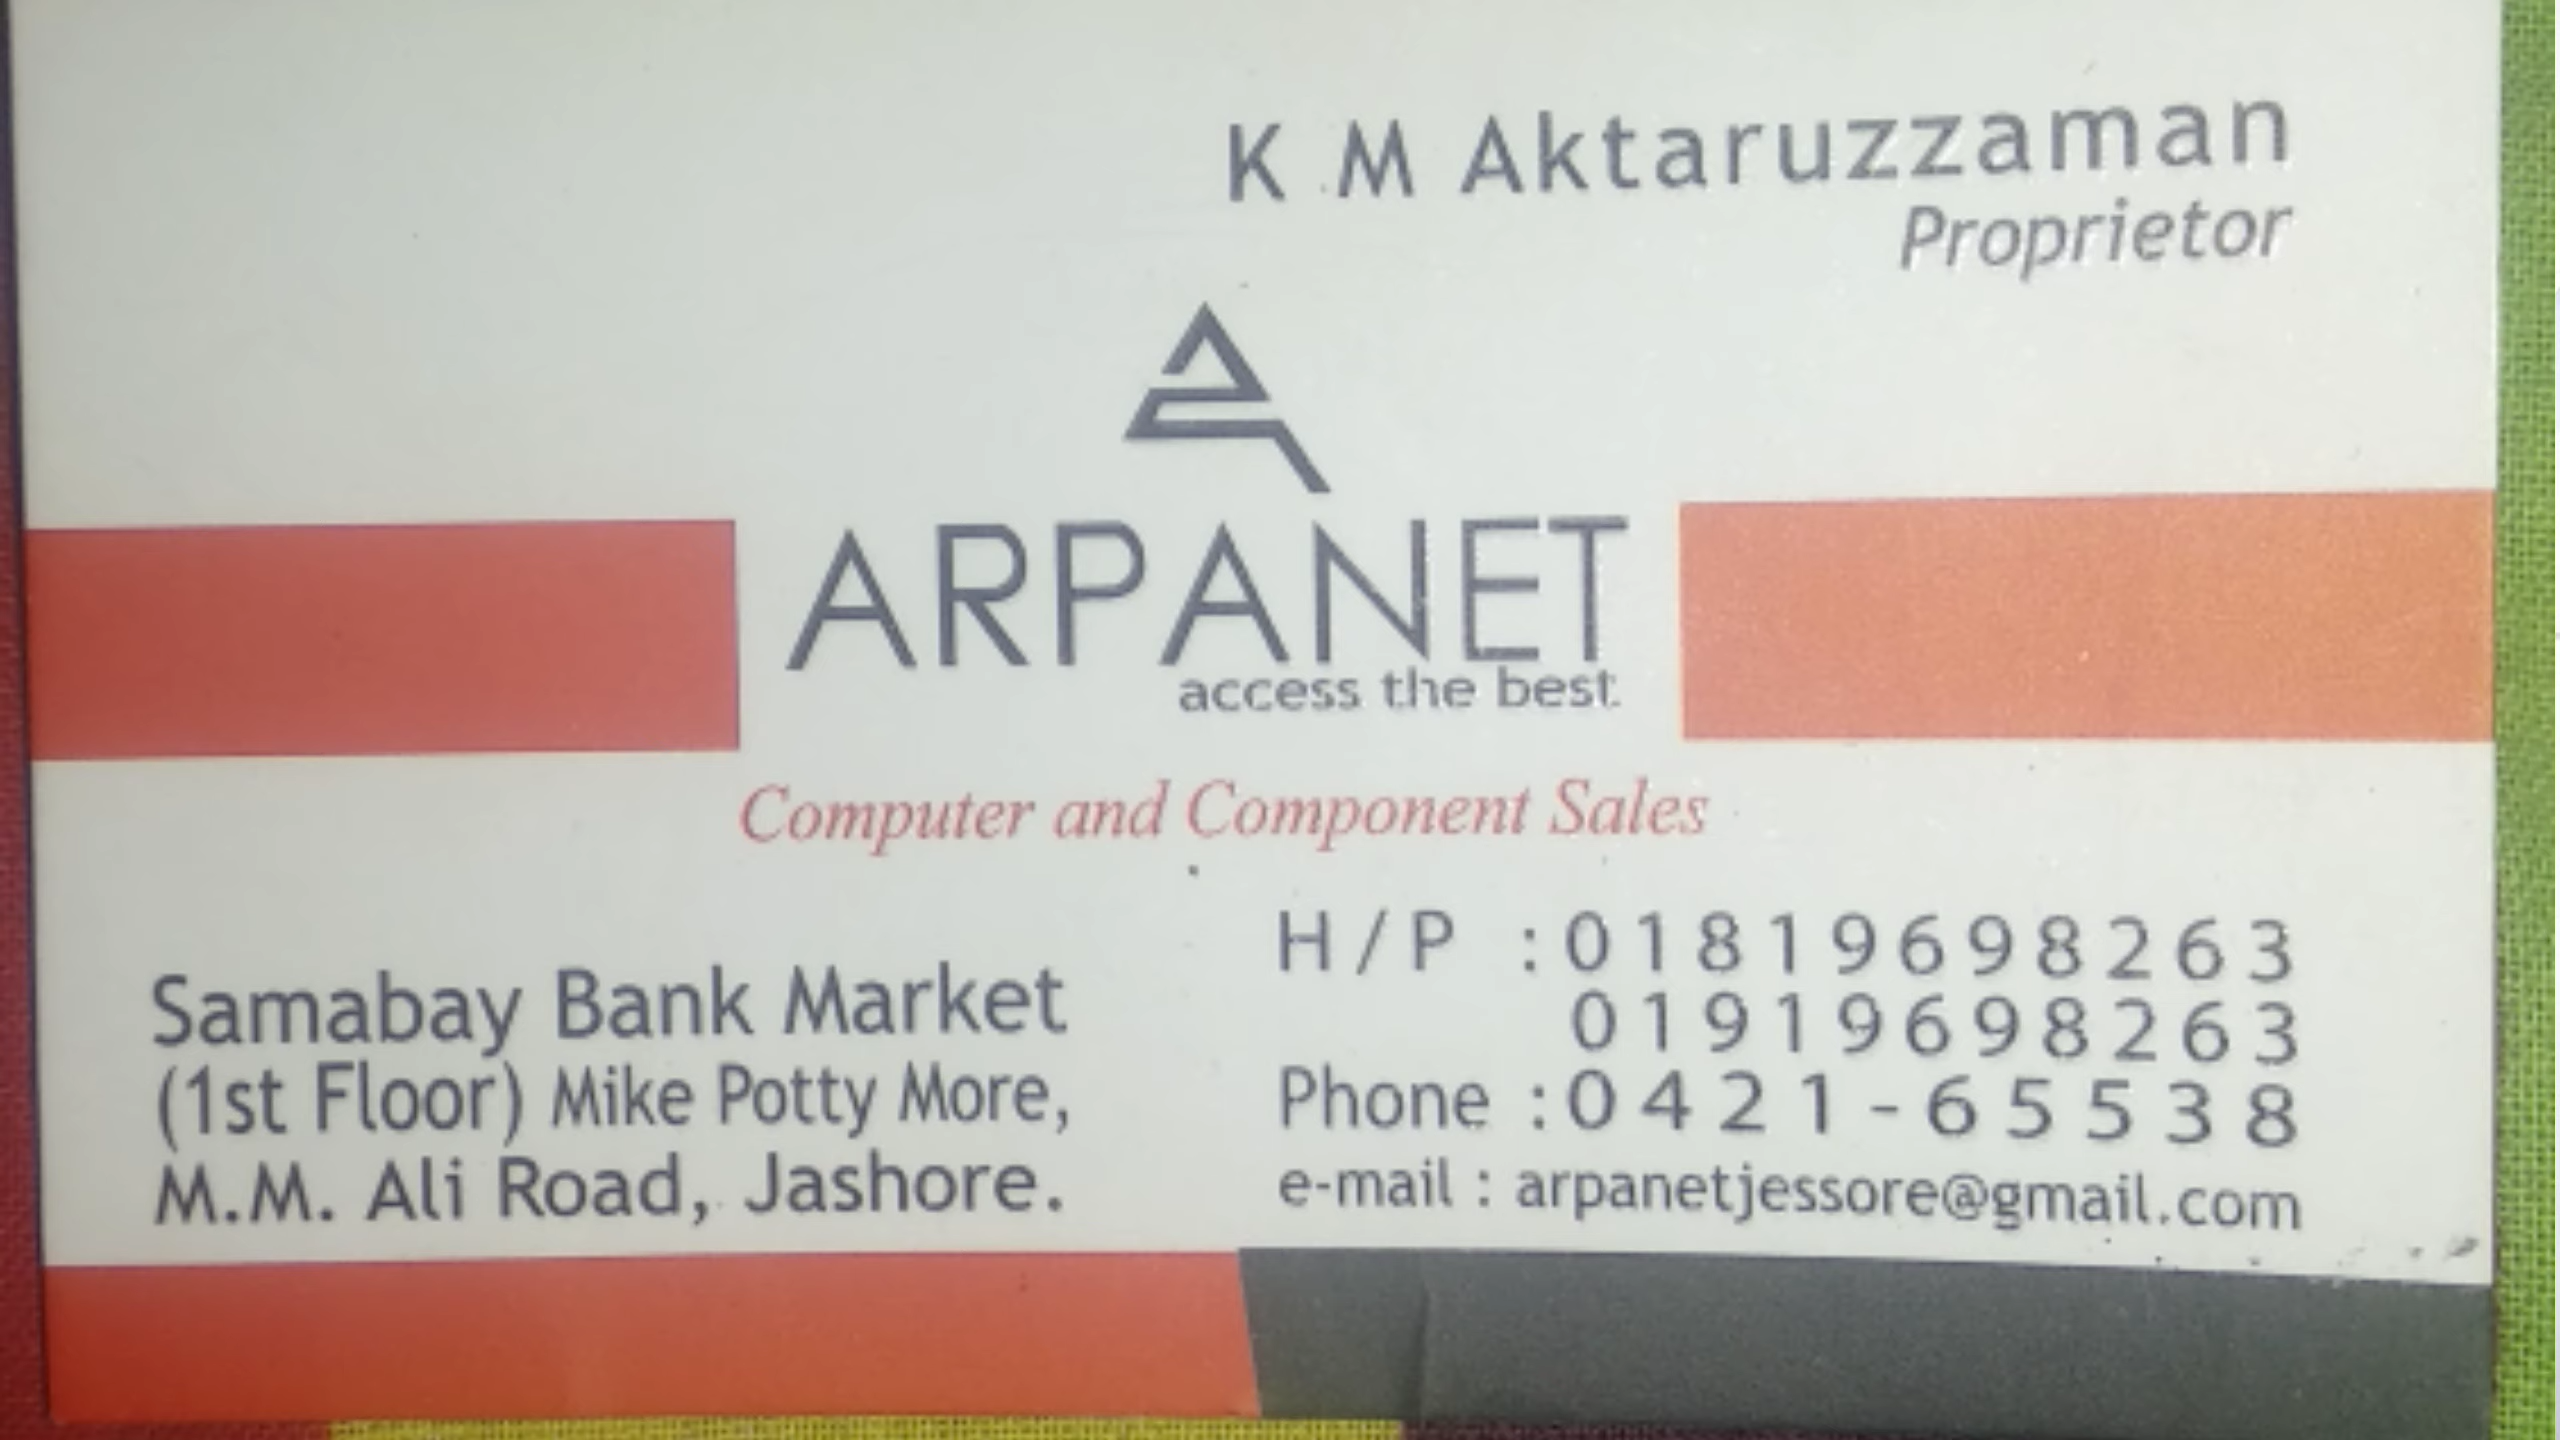 K M Aktaruzzaman
Proprietor
ARPANET
access the best
Computer and Component Sales
Samabay Bank Market
(1st Floor) Mike Potty More,
M.M. Ali Road, Jashore.
H/P : 01819698263
01919698263
Phone : 0421-65538
e-mail : arpanetjessore@gmail.com